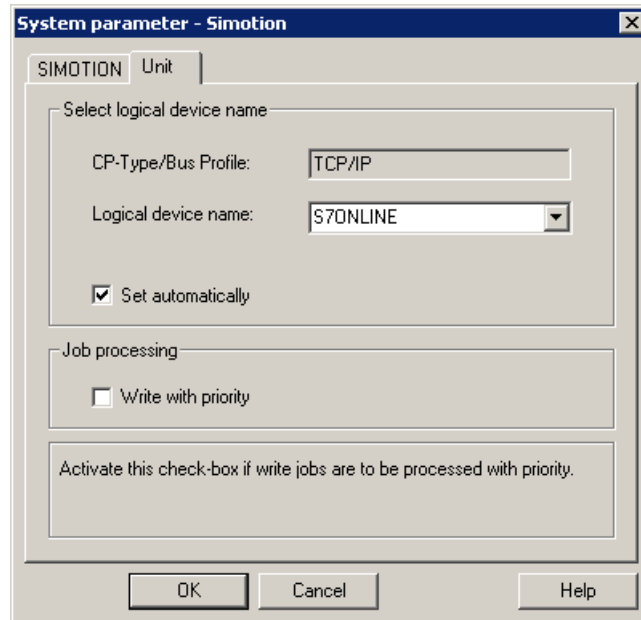 System parameter - Simotion
SIMOTION Unit
Select logical device name
CP-Type/Bus Profile: TCP/IP
Logical device name: S7ONLINE
Set automatically
Job processing
Write with priority
Activate this check-box if write jobs are to be processed with priority.
OK Cancel Help